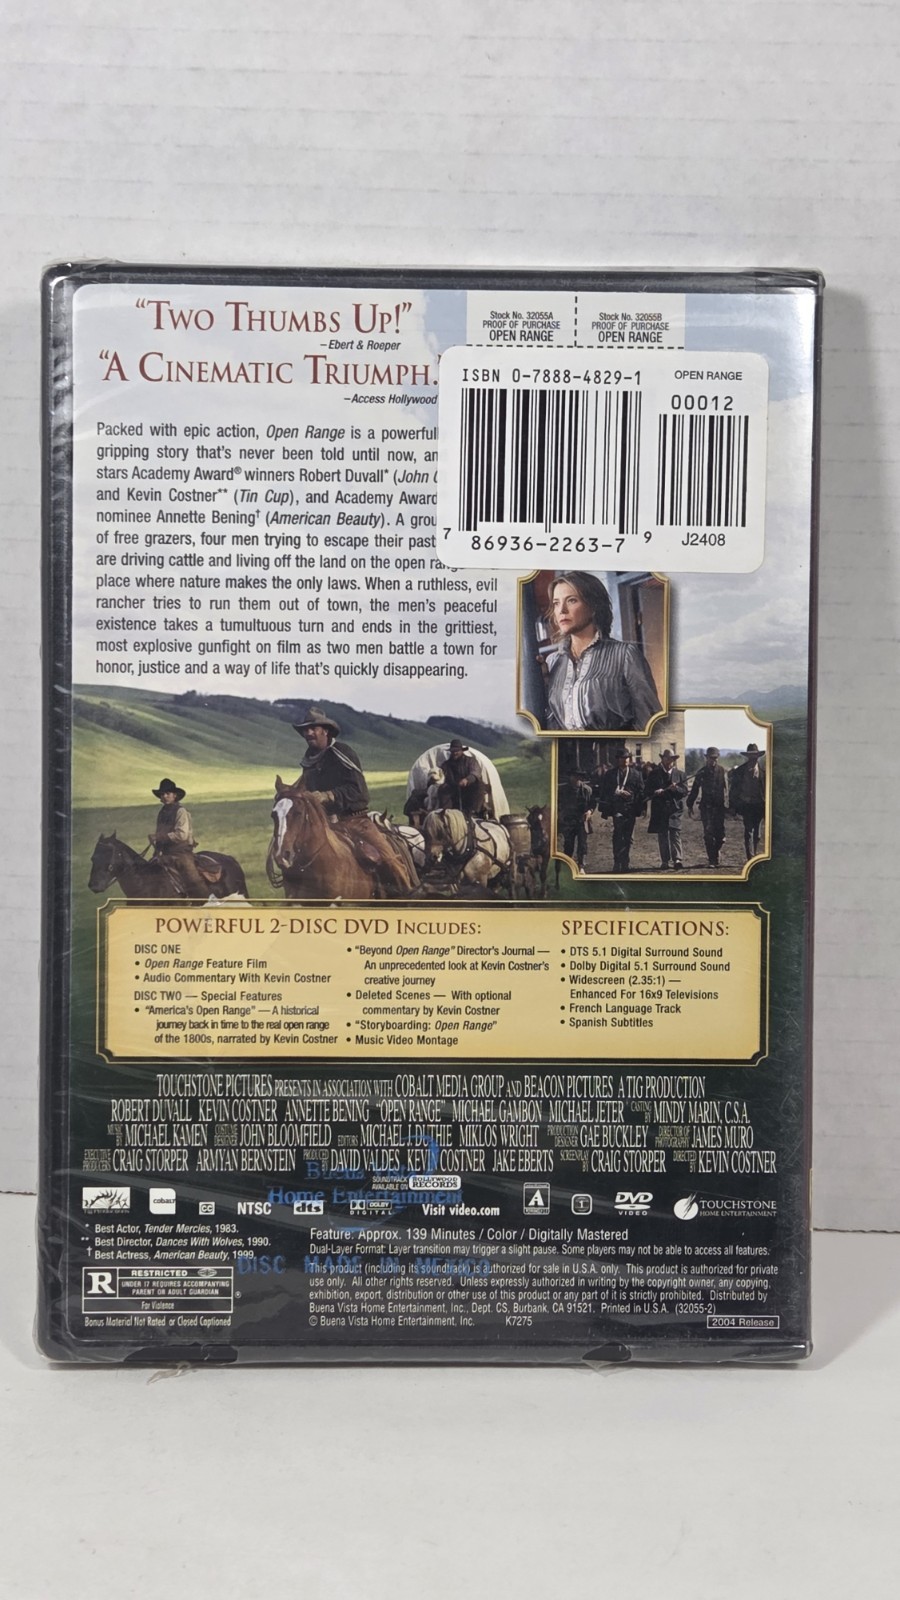 “TWO THUMBS UP!”
–Ebert & Roeper
“A CINEMATIC TRIUMPH.
–Access Hollywood
Stock No. 32055A
PROOF OF PURCHASE
OPEN RANGE
Stock No. 32055B
PROOF OF PURCHASE
OPEN RANGE
ISBN 0-7888-4829-1
OPEN RANGE
00012
7 86936-2263-7 9
J2408
Packed with epic action, Open Range is a powerful
gripping story that's never been told until now,
stars Academy Award® winners Robert Duvall* (John
and Kevin Costner** (Tin Cup), and Academy Award
nominee Annette Bening† (American Beauty). A
of free grazers, four men trying to escape their past
are driving cattle and living off the land on the open
place where nature makes the only laws. When a ruthless, evil
rancher tries to run them out of town, the men's peaceful
existence takes a tumultuous turn and ends in the grittiest,
most explosive gunfight on film as two men battle a town for
honor, justice and a way of life that's quickly disappearing.
POWERFUL 2-DISC DVD INCLUDES:
DISC ONE
• Open Range Feature Film
• Audio Commentary With Kevin Costner
DISC TWO — Special Features
• “America's Open Range” — A historical
journey back in time to the real open range
of the 1800s, narrated by Kevin Costner
• “Beyond Open Range” Director's Journal —
An unprecedented look at Kevin Costner's
creative journey
• Deleted Scenes — With optional
commentary by Kevin Costner
• “Storyboarding: Open Range”
• Music Video Montage
SPECIFICATIONS:
• DTS 5.1 Digital Surround Sound
• Dolby Digital 5.1 Surround Sound
• Widescreen (2.35:1) —
Enhanced For 16x9 Televisions
• French Language Track
• Spanish Subtitles
TOUCHSTONE PICTURES PRESENTS IN ASSOCIATION WITH COBALT MEDIA GROUP AND BEACON PICTURES A TIG PRODUCTION
ROBERT DUVALL KEVIN COSTNER ANNETTE BENING “OPEN RANGE” MICHAEL GAMBON MICHAEL JETER CASTING BY MINDY MARIN, C.S.A.
MUSIC BY MICHAEL KAMEN COSTUME DESIGNER JOHN BLOOMFIELD EDITORS MICHAEL J. DUTHIE MIKLOS WRIGHT PRODUCTION DESIGNER GAE BUCKLEY DIRECTOR OF PHOTOGRAPHY JAMES MURO
EXECUTIVE PRODUCERS CRAIG STORPER ARMYAN BERNSTEIN PRODUCED BY DAVID VALDES, KEVIN COSTNER JAKE EBERTS SCREENPLAY BY CRAIG STORPER DIRECTED BY KEVIN COSTNER
SOUNDTRACK AVAILABLE ON HOLLYWOOD RECORDS
Buena Vista
Home Entertainment
DISC MADE IN MEXICO
cobalt
CC
NTSC
dts
DOLBY
DIGITAL
Visit video.com
A
1
DVD
VIDEO
TOUCHSTONE
HOME ENTERTAINMENT
* Best Actor, Tender Mercies, 1983.
** Best Director, Dances With Wolves, 1990.
† Best Actress, American Beauty, 1999.
R RESTRICTED
UNDER 17 REQUIRES ACCOMPANYING
PARENT OR ADULT GUARDIAN
For Violence
®
Bonus Material Not Rated or Closed Captioned
Feature: Approx. 139 Minutes / Color / Digitally Mastered
Dual-Layer Format: Layer transition may trigger a slight pause. Some players may not be able to access all features.
This product (including its soundtrack) is authorized for sale in U.S.A. only. This product is authorized for private
use only. All other rights reserved. Unless expressly authorized in writing by the copyright owner, any copying,
exhibition, export, distribution or other use of this product or any part of it is strictly prohibited. Distributed by
Buena Vista Home Entertainment, Inc., Dept. CS, Burbank, CA 91521. Printed in U.S.A. (32055-2)
© Buena Vista Home Entertainment, Inc. K7275
2004 Release